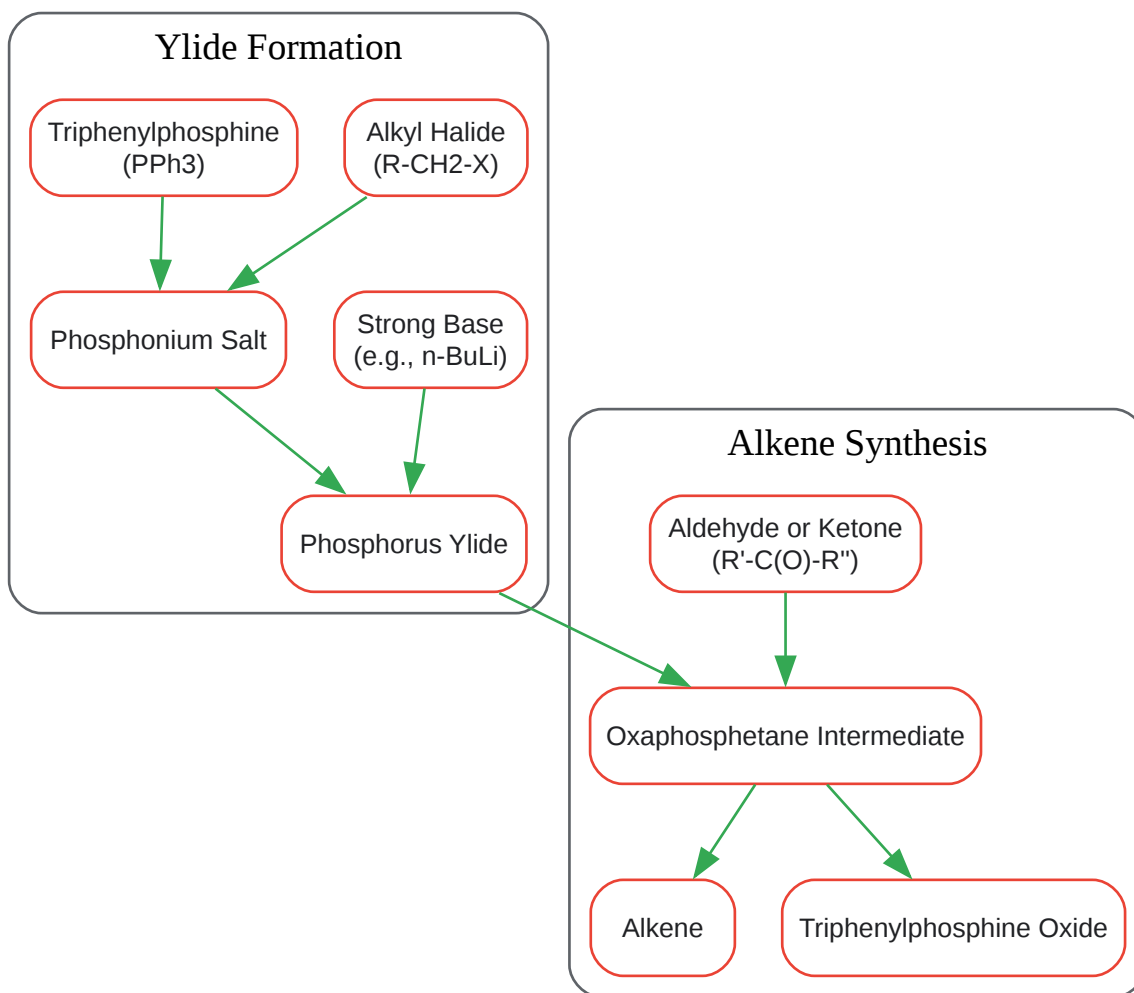 Ylide Formation
Triphenylphosphine
(PPh3)
Alkyl Halide
(R-CH2-X)
Phosphonium Salt
Strong Base
(e.g., n-BuLi)
Phosphorus Ylide
Alkene Synthesis
Aldehyde or Ketone
(R'-C(O)-R'')
Oxaphosphetane Intermediate
Alkene
Triphenylphosphine Oxide